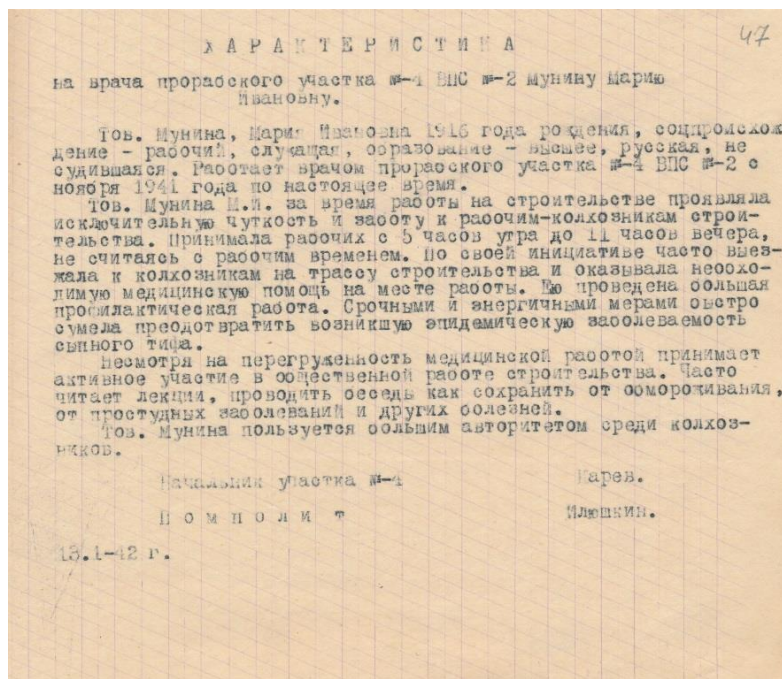 47
ХАРАКТЕРИСТИКА
на врача прорабского участка №-4 ВПС №-2 Мунину Марию
Ивановну.
Тов. Мунина, Мария Ивановна 1916 года рождения, соцпроисхож
дение - рабочий, служащая, образование - высшее, русская, не
судившаяся. Работает врачом прорабского участка №-4 ВПС №-2 с
ноября 1941 года по настоящее время.
Тов. Мунина М.И. за время работы на строительстве проявляла
исключительную чуткость и заботу к рабочим-колхозникам строи-
тельства. Принимала рабочих с 5 часов утра до 11 часов вечера,
не считаясь с рабочим временем. По своей инициативе часто выез-
жала к колхозникам на трассу строительства и оказывала необхо-
димую медицинскую помощь на месте работы. Ею проведена большая
профилактическая работа. Срочными и энергичными мерами быстро
сумела преодотвратить возникшую эпидемическую заболеваемость
сыпного тифа.
Несмотря на перегруженность медицинской работой принимает
активное участие в общественной работе строительства. Часто
читает лекции, проводить беседы как сохранить от обмороживания,
от простудных заболеваний и других болезней.
Тов. Мунина пользуется большим авторитетом среди колхоз-
ников.
Начальник участка №-4 Карев.
Помполит Илюшкин.
13.1-42 г.